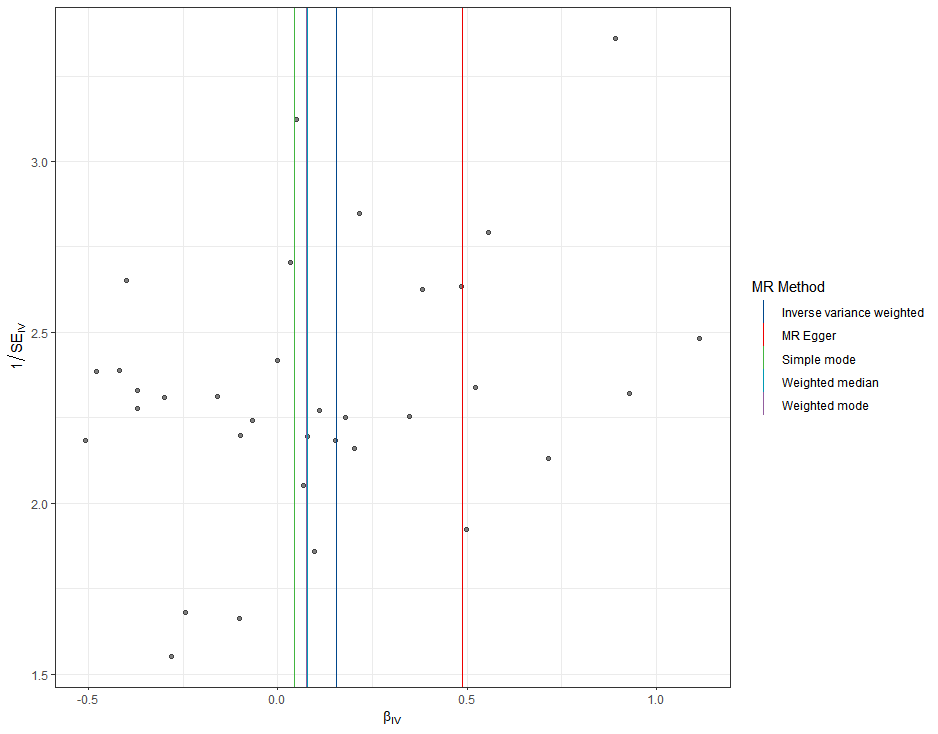 3.0
2.5
2.0
1.5
1/SE_IV
-0.5 0.0 0.5 1.0
β_IV
MR Method
Inverse variance weighted
MR Egger
Simple mode
Weighted median
Weighted mode